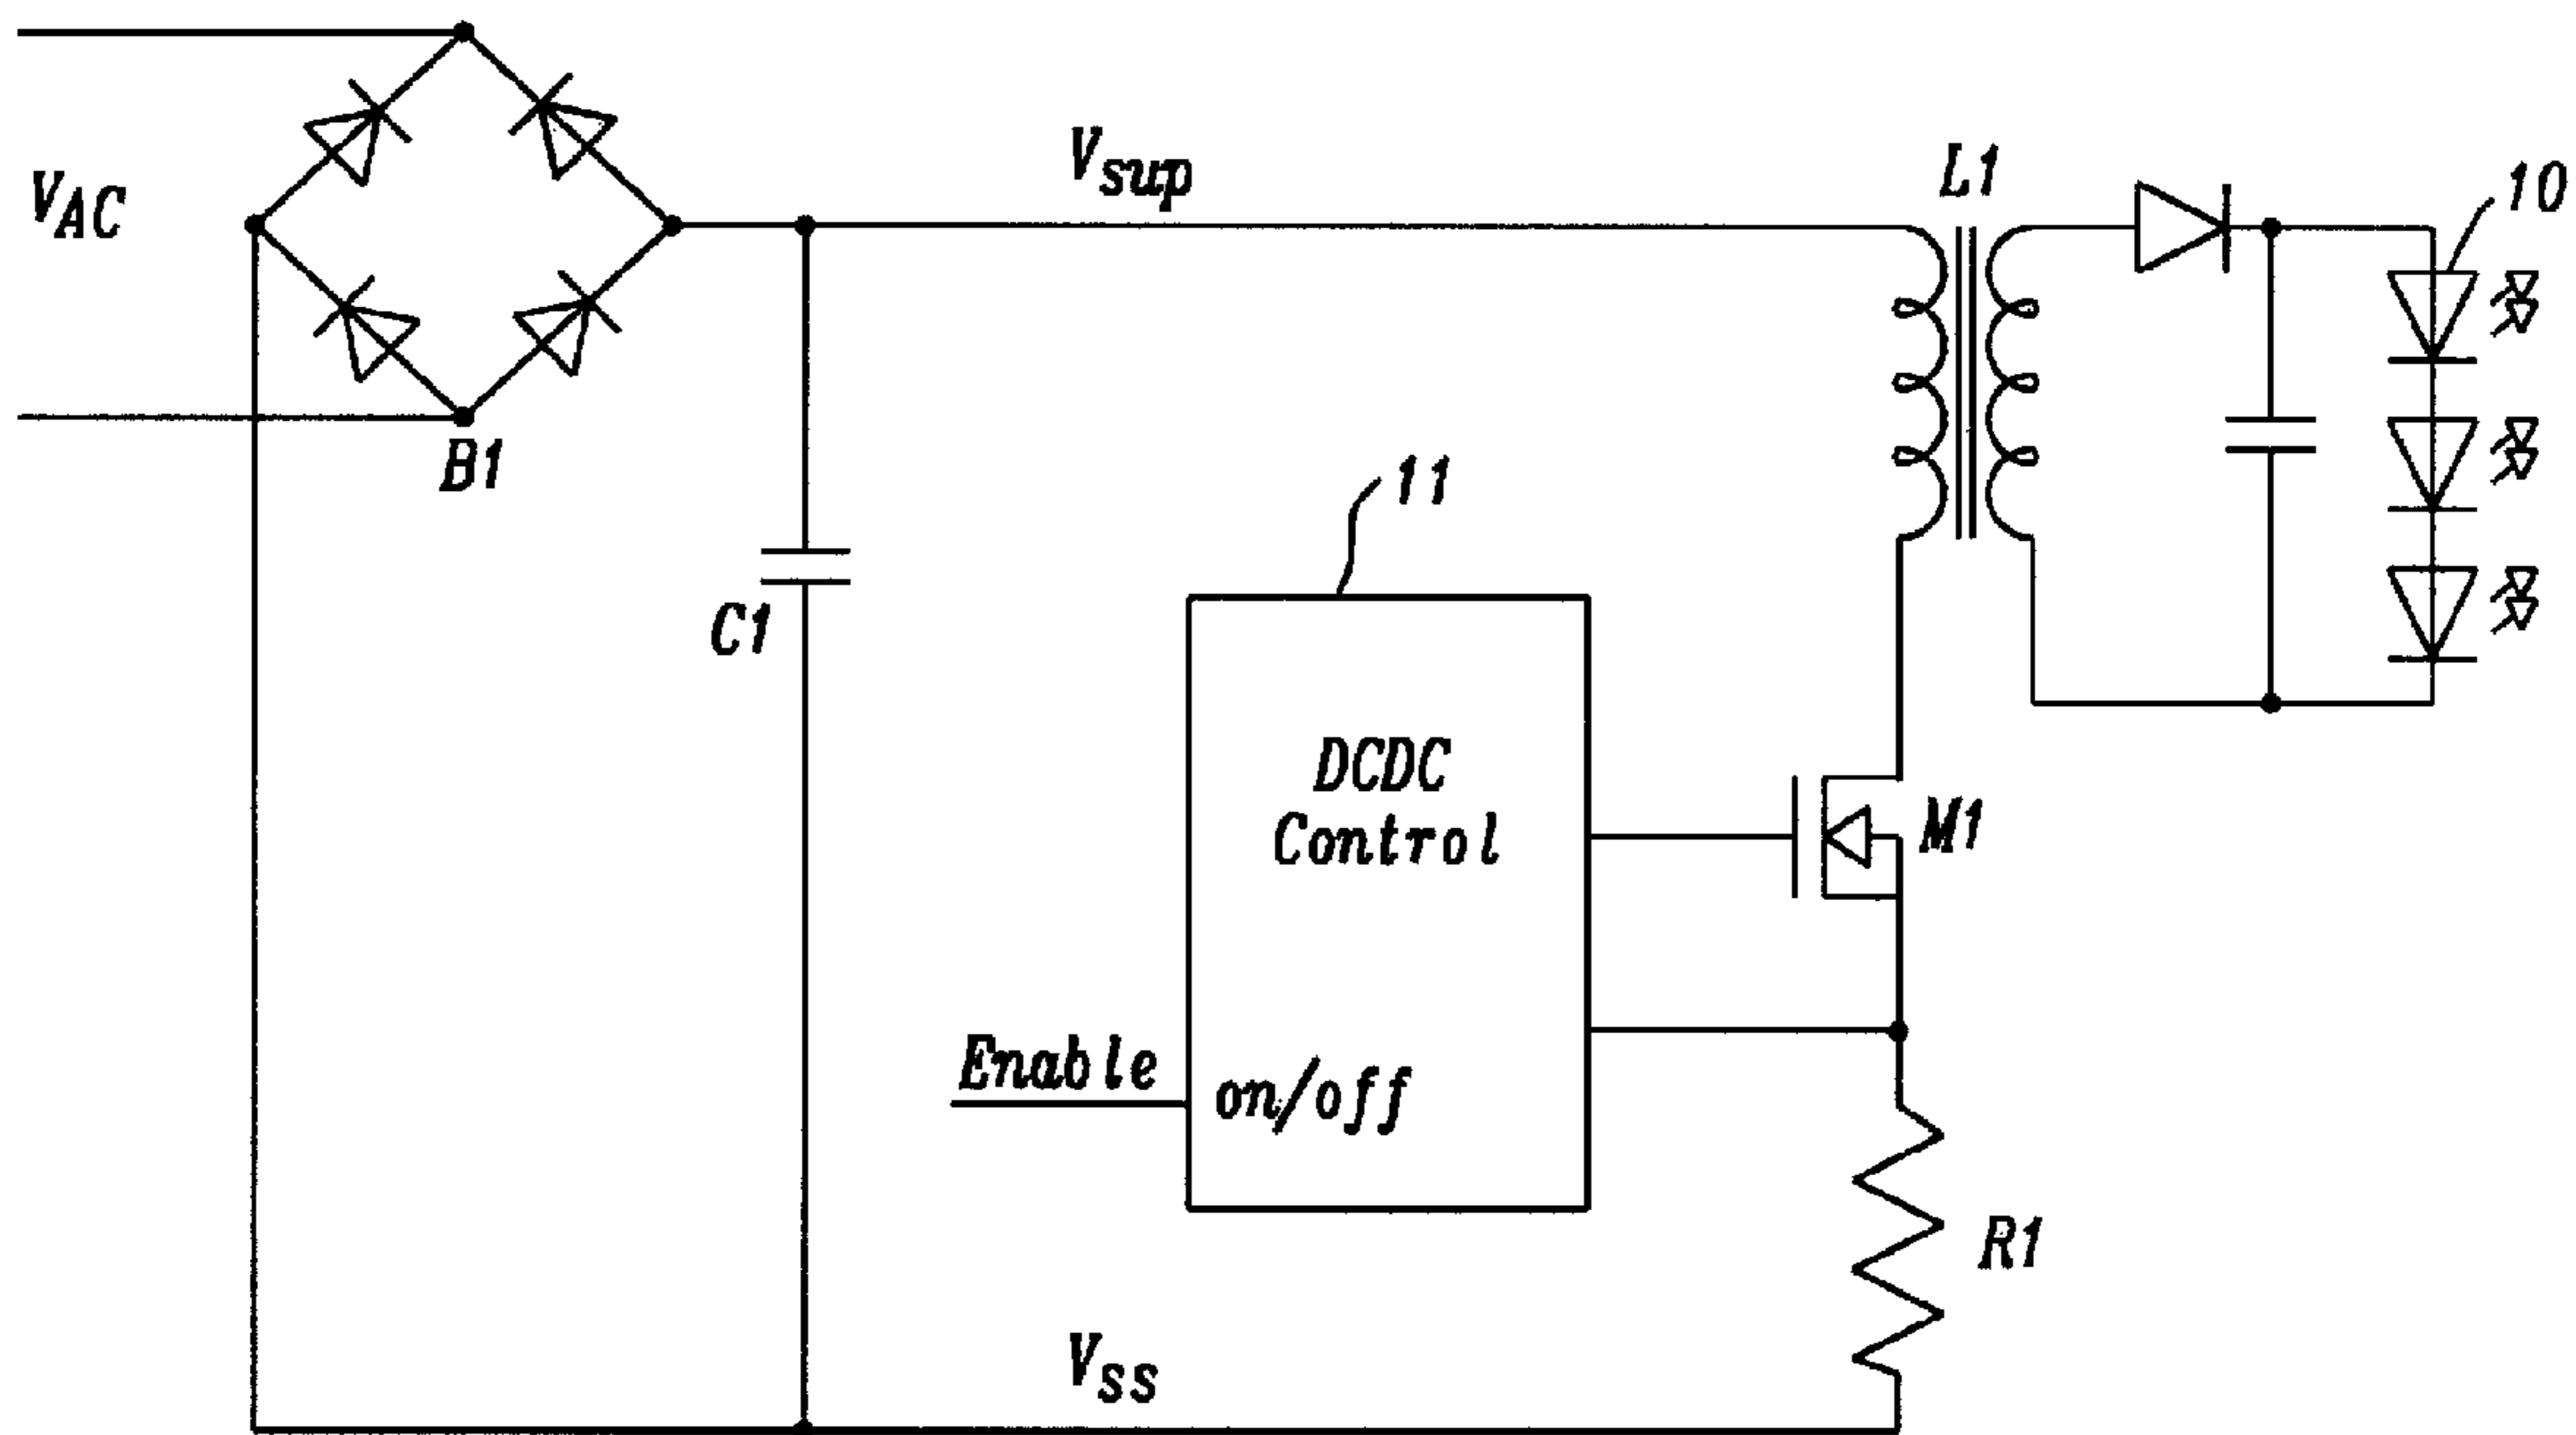 V_AC
B1
V_sup
L1
10
C1
11
DCDC
Control
M1
Enable
on/off
R1
V_SS